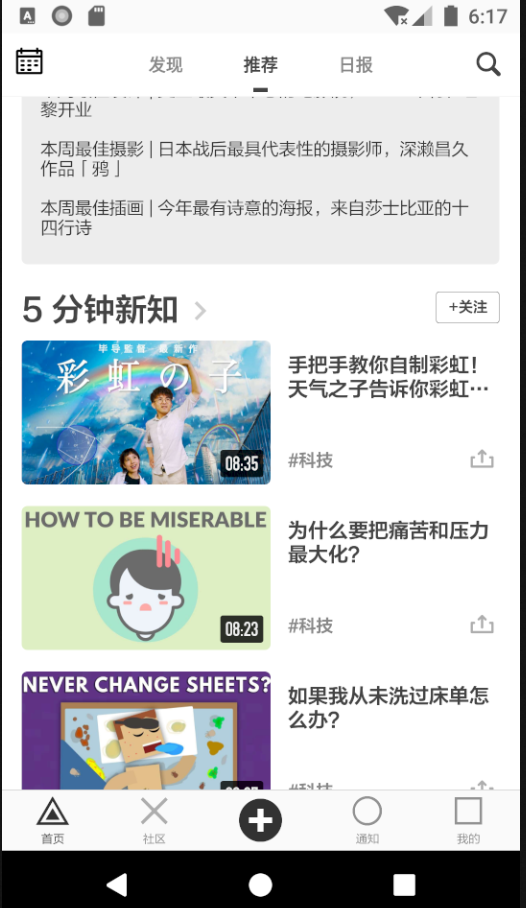 6:17
发现
推荐
日报
黎开业
本周最佳摄影 | 日本战后最具代表性的摄影师，深濑昌久
作品「鸦」
本周最佳插画 | 今年最有诗意的海报，来自莎士比亚的十
四行诗
5 分钟新知
+关注
毕导監督 最新作
彩虹の子
08:35
手把手教你自制彩虹！
天气之子告诉你彩虹…
#科技
HOW TO BE MISERABLE
08:23
为什么要把痛苦和压力
最大化？
#科技
NEVER CHANGE SHEETS?
如果我从未洗过床单怎
么办？
#科技
首页
社区
通知
我的